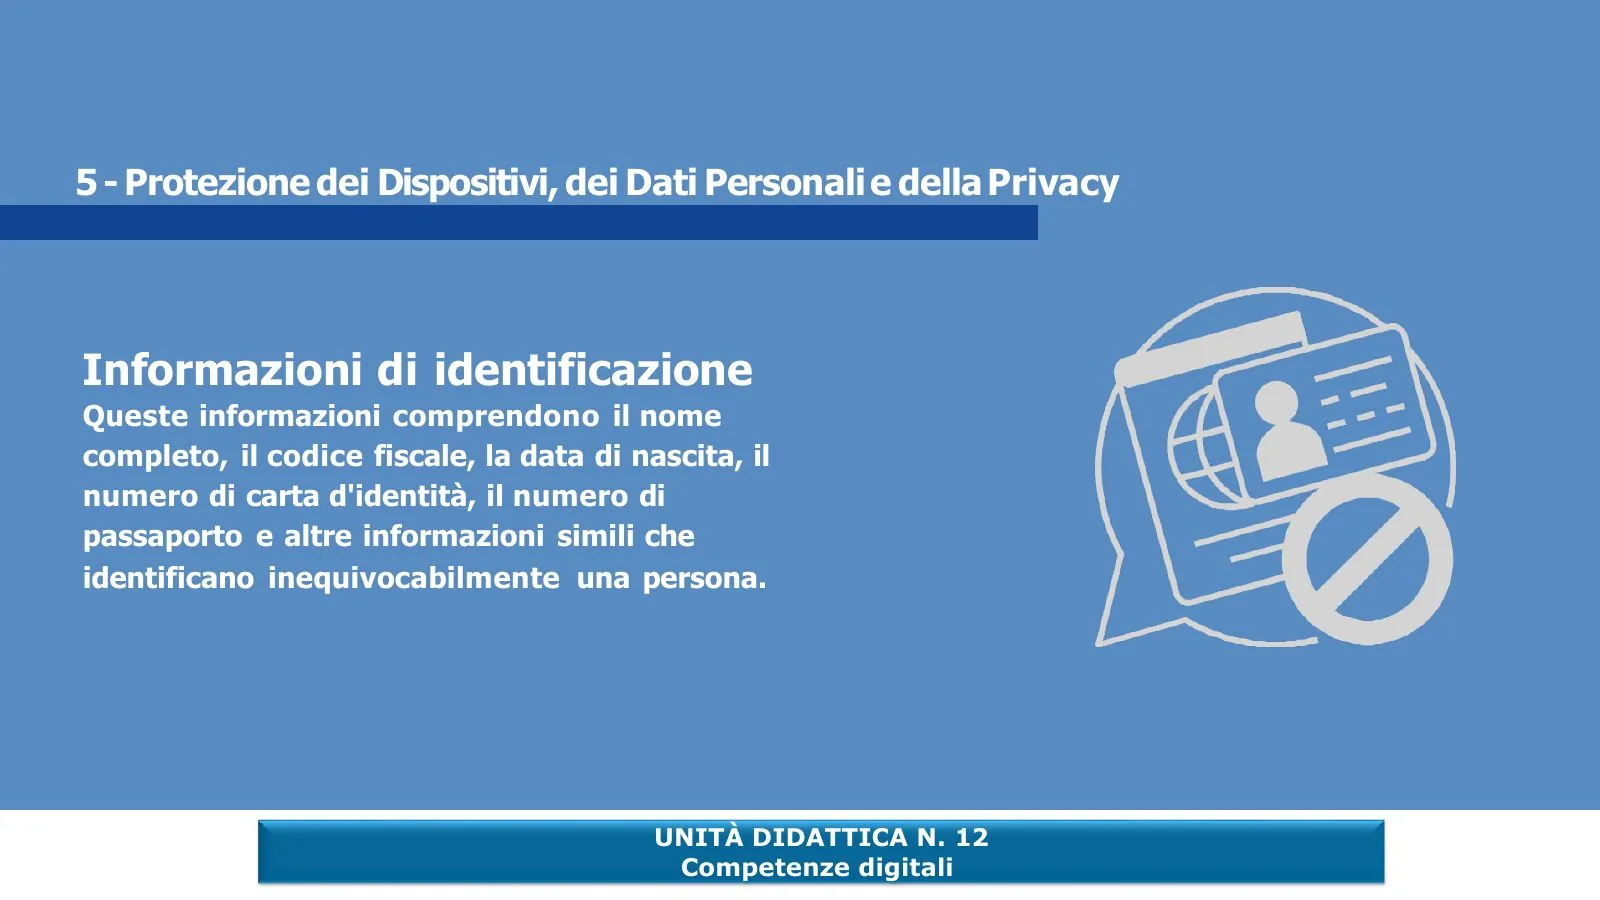 5 - Protezione dei Dispositivi, dei Dati Personali e della Privacy
Informazioni di identificazione
Queste informazioni comprendono il nome
completo, il codice fiscale, la data di nascita, il
numero di carta d'identità, il numero di
passaporto e altre informazioni simili che
identificano inequivocabilmente una persona.
UNITÀ DIDATTICA N. 12
Competenze digitali